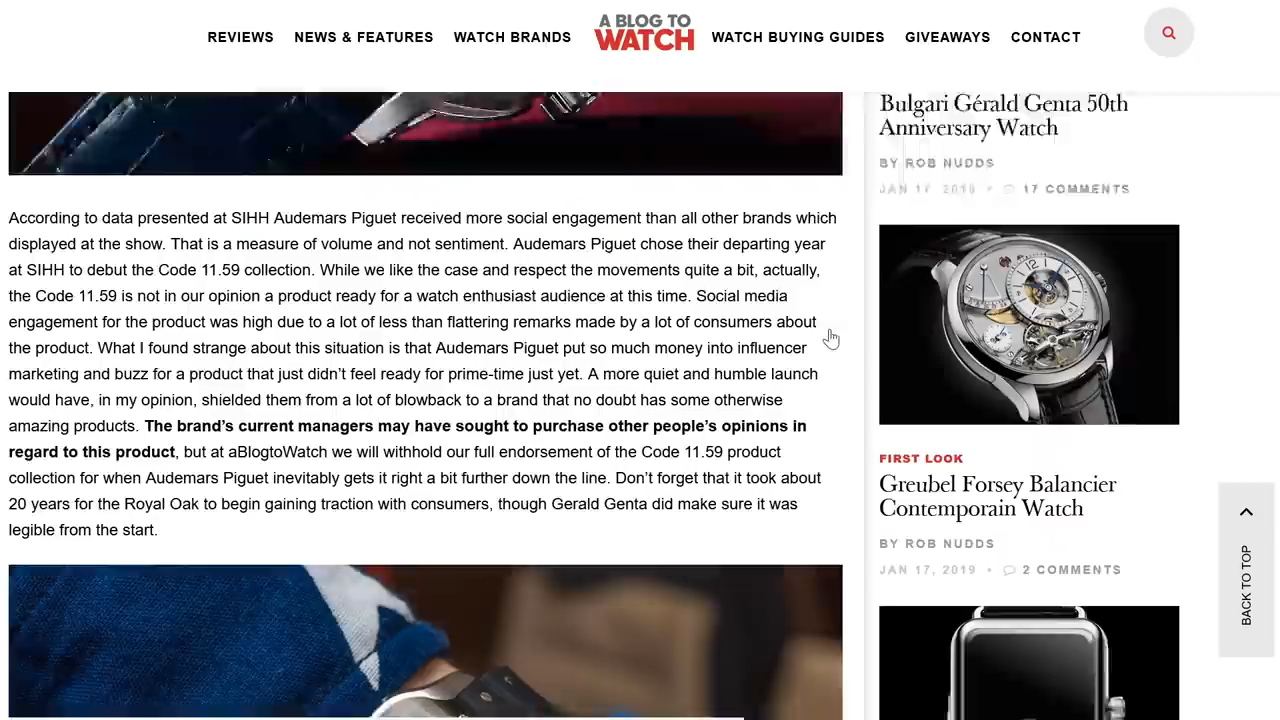 REVIEWS NEWS & FEATURES WATCH BRANDS A BLOG TO WATCH WATCH BUYING GUIDES GIVEAWAYS CONTACT
According to data presented at SIHH Audemars Piguet received more social engagement than all other brands which
displayed at the show. That is a measure of volume and not sentiment. Audemars Piguet chose their departing year
at SIHH to debut the Code 11.59 collection. While we like the case and respect the movements quite a bit, actually,
the Code 11.59 is not in our opinion a product ready for a watch enthusiast audience at this time. Social media
engagement for the product was high due to a lot of less than flattering remarks made by a lot of consumers about
the product. What I found strange about this situation is that Audemars Piguet put so much money into influencer
marketing and buzz for a product that just didn't feel ready for prime-time just yet. A more quiet and humble launch
would have, in my opinion, shielded them from a lot of blowback to a brand that no doubt has some otherwise
amazing products. The brand's current managers may have sought to purchase other people's opinions in
regard to this product, but at aBlogtoWatch we will withhold our full endorsement of the Code 11.59 product
collection for when Audemars Piguet inevitably gets it right a bit further down the line. Don't forget that it took about
20 years for the Royal Oak to begin gaining traction with consumers, though Gerald Genta did make sure it was
legible from the start.
Bulgari Gérald Genta 50th
Anniversary Watch
BY ROB NUDDS
JAN 17, 2019 • 17 COMMENTS
FIRST LOOK
Greubel Forsey Balancier
Contemporain Watch
BY ROB NUDDS
JAN 17, 2019 • 2 COMMENTS
BACK TO TOP